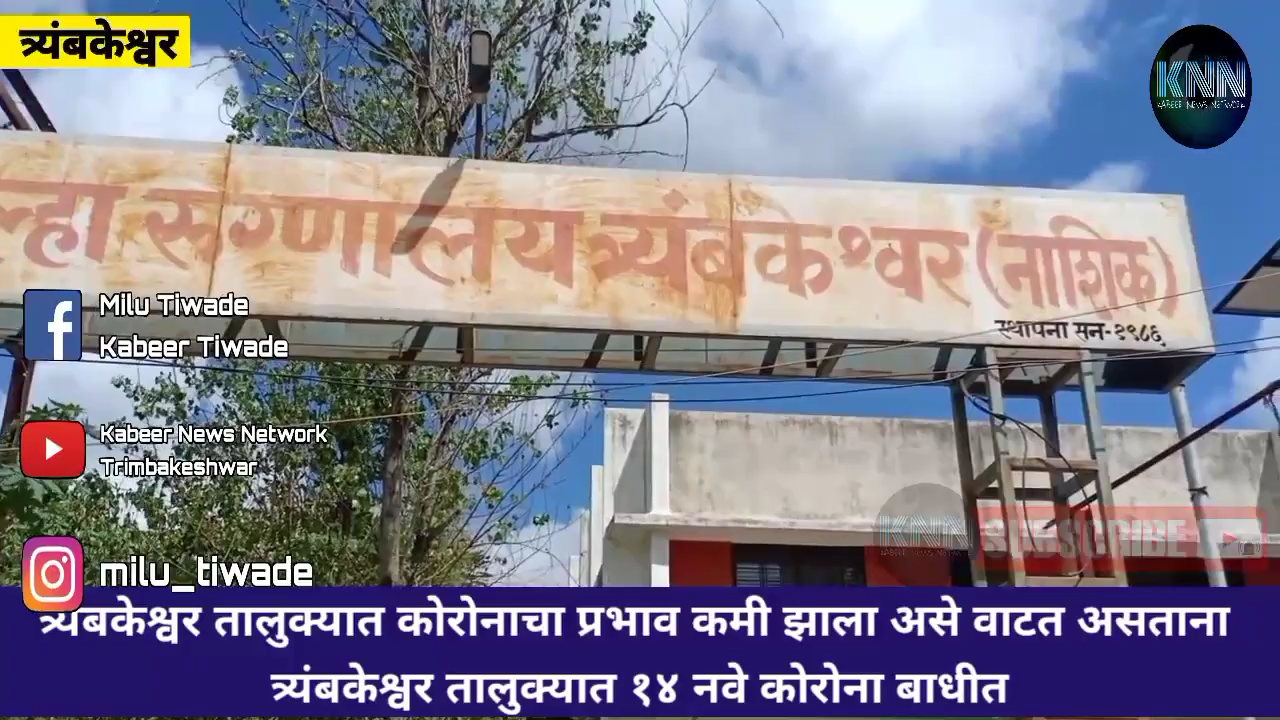 त्र्यंबकेश्वर
KNN
KABEER NEWS NETWORK
ल्हा रुग्णालय त्र्यंबकेश्वर (नाशिक)
स्थापना सन-१९८६
Milu Tiwade
Kabeer Tiwade
Kabeer News Network
Trimbakeshwar
KNN
SUBSCRIBE
milu_tiwade
त्र्यंबकेश्वर तालुक्यात कोरोनाचा प्रभाव कमी झाला असे वाटत असताना
त्र्यंबकेश्वर तालुक्यात १४ नवे कोरोना बाधीत